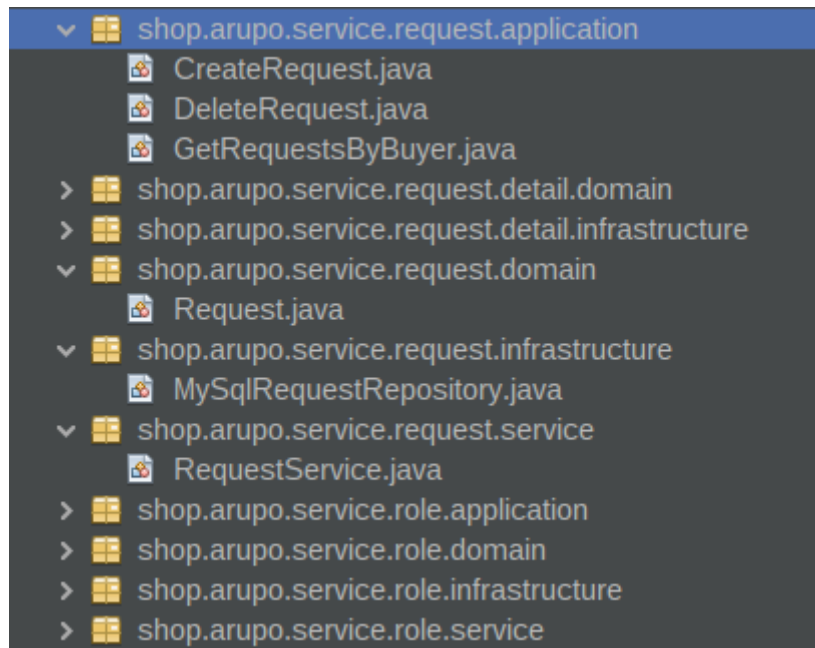 shop.arupo.service.request.application
CreateRequest.java
DeleteRequest.java
GetRequestsByBuyer.java
shop.arupo.service.request.detail.domain
shop.arupo.service.request.detail.infrastructure
shop.arupo.service.request.domain
Request.java
shop.arupo.service.request.infrastructure
MySqlRequestRepository.java
shop.arupo.service.request.service
RequestService.java
shop.arupo.service.role.application
shop.arupo.service.role.domain
shop.arupo.service.role.infrastructure
shop.arupo.service.role.service